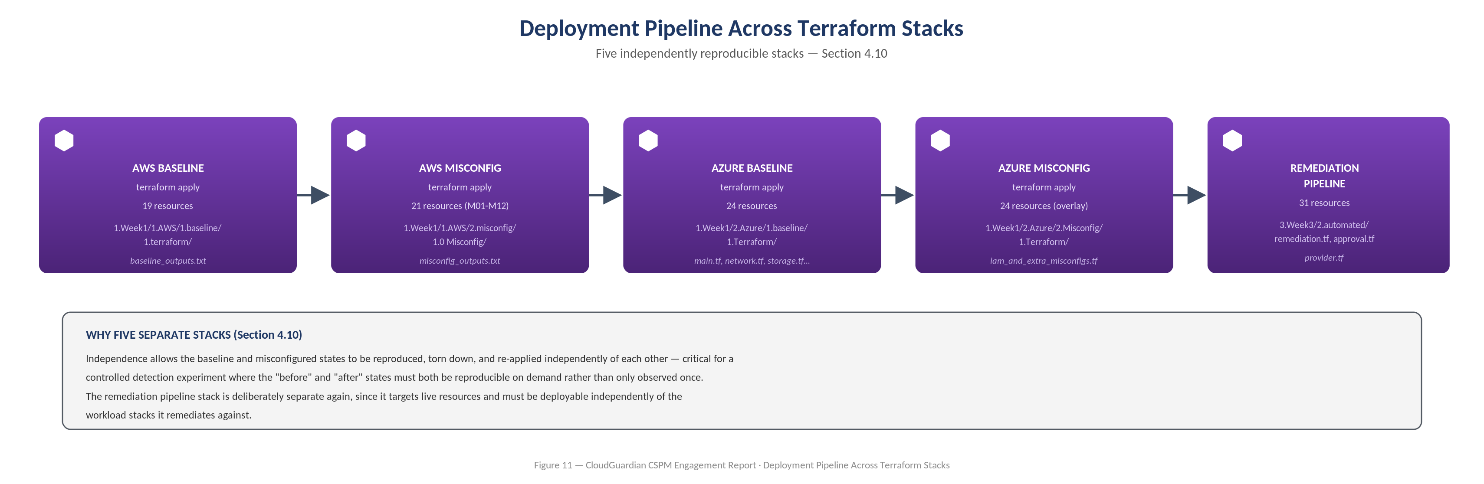 Deployment Pipeline Across Terraform Stacks
Five independently reproducible stacks — Section 4.10
AWS BASELINE
terraform apply
19 resources
1.Week1/1.AWS/1.baseline/
1.terraform/
baseline_outputs.txt
AWS MISCONFIG
terraform apply
21 resources (M01-M12)
1.Week1/1.AWS/2.misconfig/
1.0 Misconfig/
misconfig_outputs.txt
AZURE BASELINE
terraform apply
24 resources
1.Week1/2.Azure/1.baseline/
1.Terraform/
main.tf, network.tf, storage.tf...
AZURE MISCONFIG
terraform apply
24 resources (overlay)
1.Week1/2.Azure/2.Misconfig/
1.Terraform/
iam_and_extra_misconfigs.tf
REMEDIATION
PIPELINE
31 resources
3.Week3/2.automated/
remediation.tf, approval.tf
provider.tf
WHY FIVE SEPARATE STACKS (Section 4.10)
Independence allows the baseline and misconfigured states to be reproduced, torn down, and re-applied independently of each other — critical for a
controlled detection experiment where the "before" and "after" states must both be reproducible on demand rather than only observed once.
The remediation pipeline stack is deliberately separate again, since it targets live resources and must be deployable independently of the
workload stacks it remediates against.
Figure 11 — CloudGuardian CSPM Engagement Report · Deployment Pipeline Across Terraform Stacks